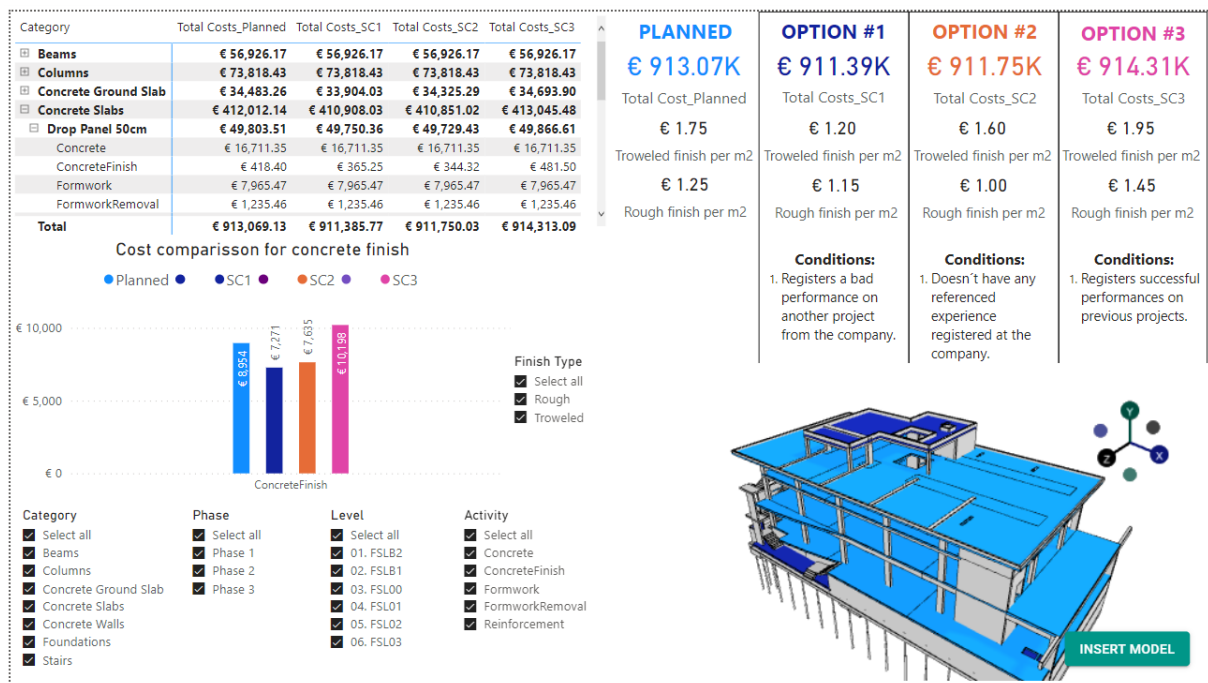 Category Total Costs_Planned Total Costs_SC1 Total Costs_SC2 Total Costs_SC3
Beams € 56,926.17 € 56,926.17 € 56,926.17 € 56,926.17
Columns € 73,818.43 € 73,818.43 € 73,818.43 € 73,818.43
Concrete Ground Slab € 34,483.26 € 33,904.03 € 34,325.29 € 34,693.90
Concrete Slabs € 412,012.14 € 410,908.03 € 410,851.02 € 413,045.48
Drop Panel 50cm € 49,803.51 € 49,750.36 € 49,729.43 € 49,866.61
Concrete € 16,711.35 € 16,711.35 € 16,711.35 € 16,711.35
ConcreteFinish € 418.40 € 365.25 € 344.32 € 481.50
Formwork € 7,965.47 € 7,965.47 € 7,965.47 € 7,965.47
FormworkRemoval € 1,235.46 € 1,235.46 € 1,235.46 € 1,235.46
Total € 913,069.13 € 911,385.77 € 911,750.03 € 914,313.09
PLANNED
€ 913.07K
Total Cost_Planned
€ 1.75
Troweled finish per m2
€ 1.25
Rough finish per m2
OPTION #1
€ 911.39K
Total Costs_SC1
€ 1.20
Troweled finish per m2
€ 1.15
Rough finish per m2
Conditions:
1. Registers a bad
performance on
another project
from the company.
OPTION #2
€ 911.75K
Total Costs_SC2
€ 1.60
Troweled finish per m2
€ 1.00
Rough finish per m2
Conditions:
1. Doesn´t have any
referenced
experience
registered at the
company.
OPTION #3
€ 914.31K
Total Costs_SC3
€ 1.95
Troweled finish per m2
€ 1.45
Rough finish per m2
Conditions:
1. Registers successful
performances on
previous projects.
Cost comparisson for concrete finish
Planned SC1 SC2 SC3
€ 10,000
€ 5,000
€ 0
€ 8,954
€ 7,271
€ 7,635
€ 10,198
ConcreteFinish
Finish Type
Select all
Rough
Troweled
Category
Select all
Beams
Columns
Concrete Ground Slab
Concrete Slabs
Concrete Walls
Foundations
Stairs
Phase
Select all
Phase 1
Phase 2
Phase 3
Level
Select all
01. FSLB2
02. FSLB1
03. FSL00
04. FSL01
05. FSL02
06. FSL03
Activity
Select all
Concrete
ConcreteFinish
Formwork
FormworkRemoval
Reinforcement
Y
Z
X
INSERT MODEL